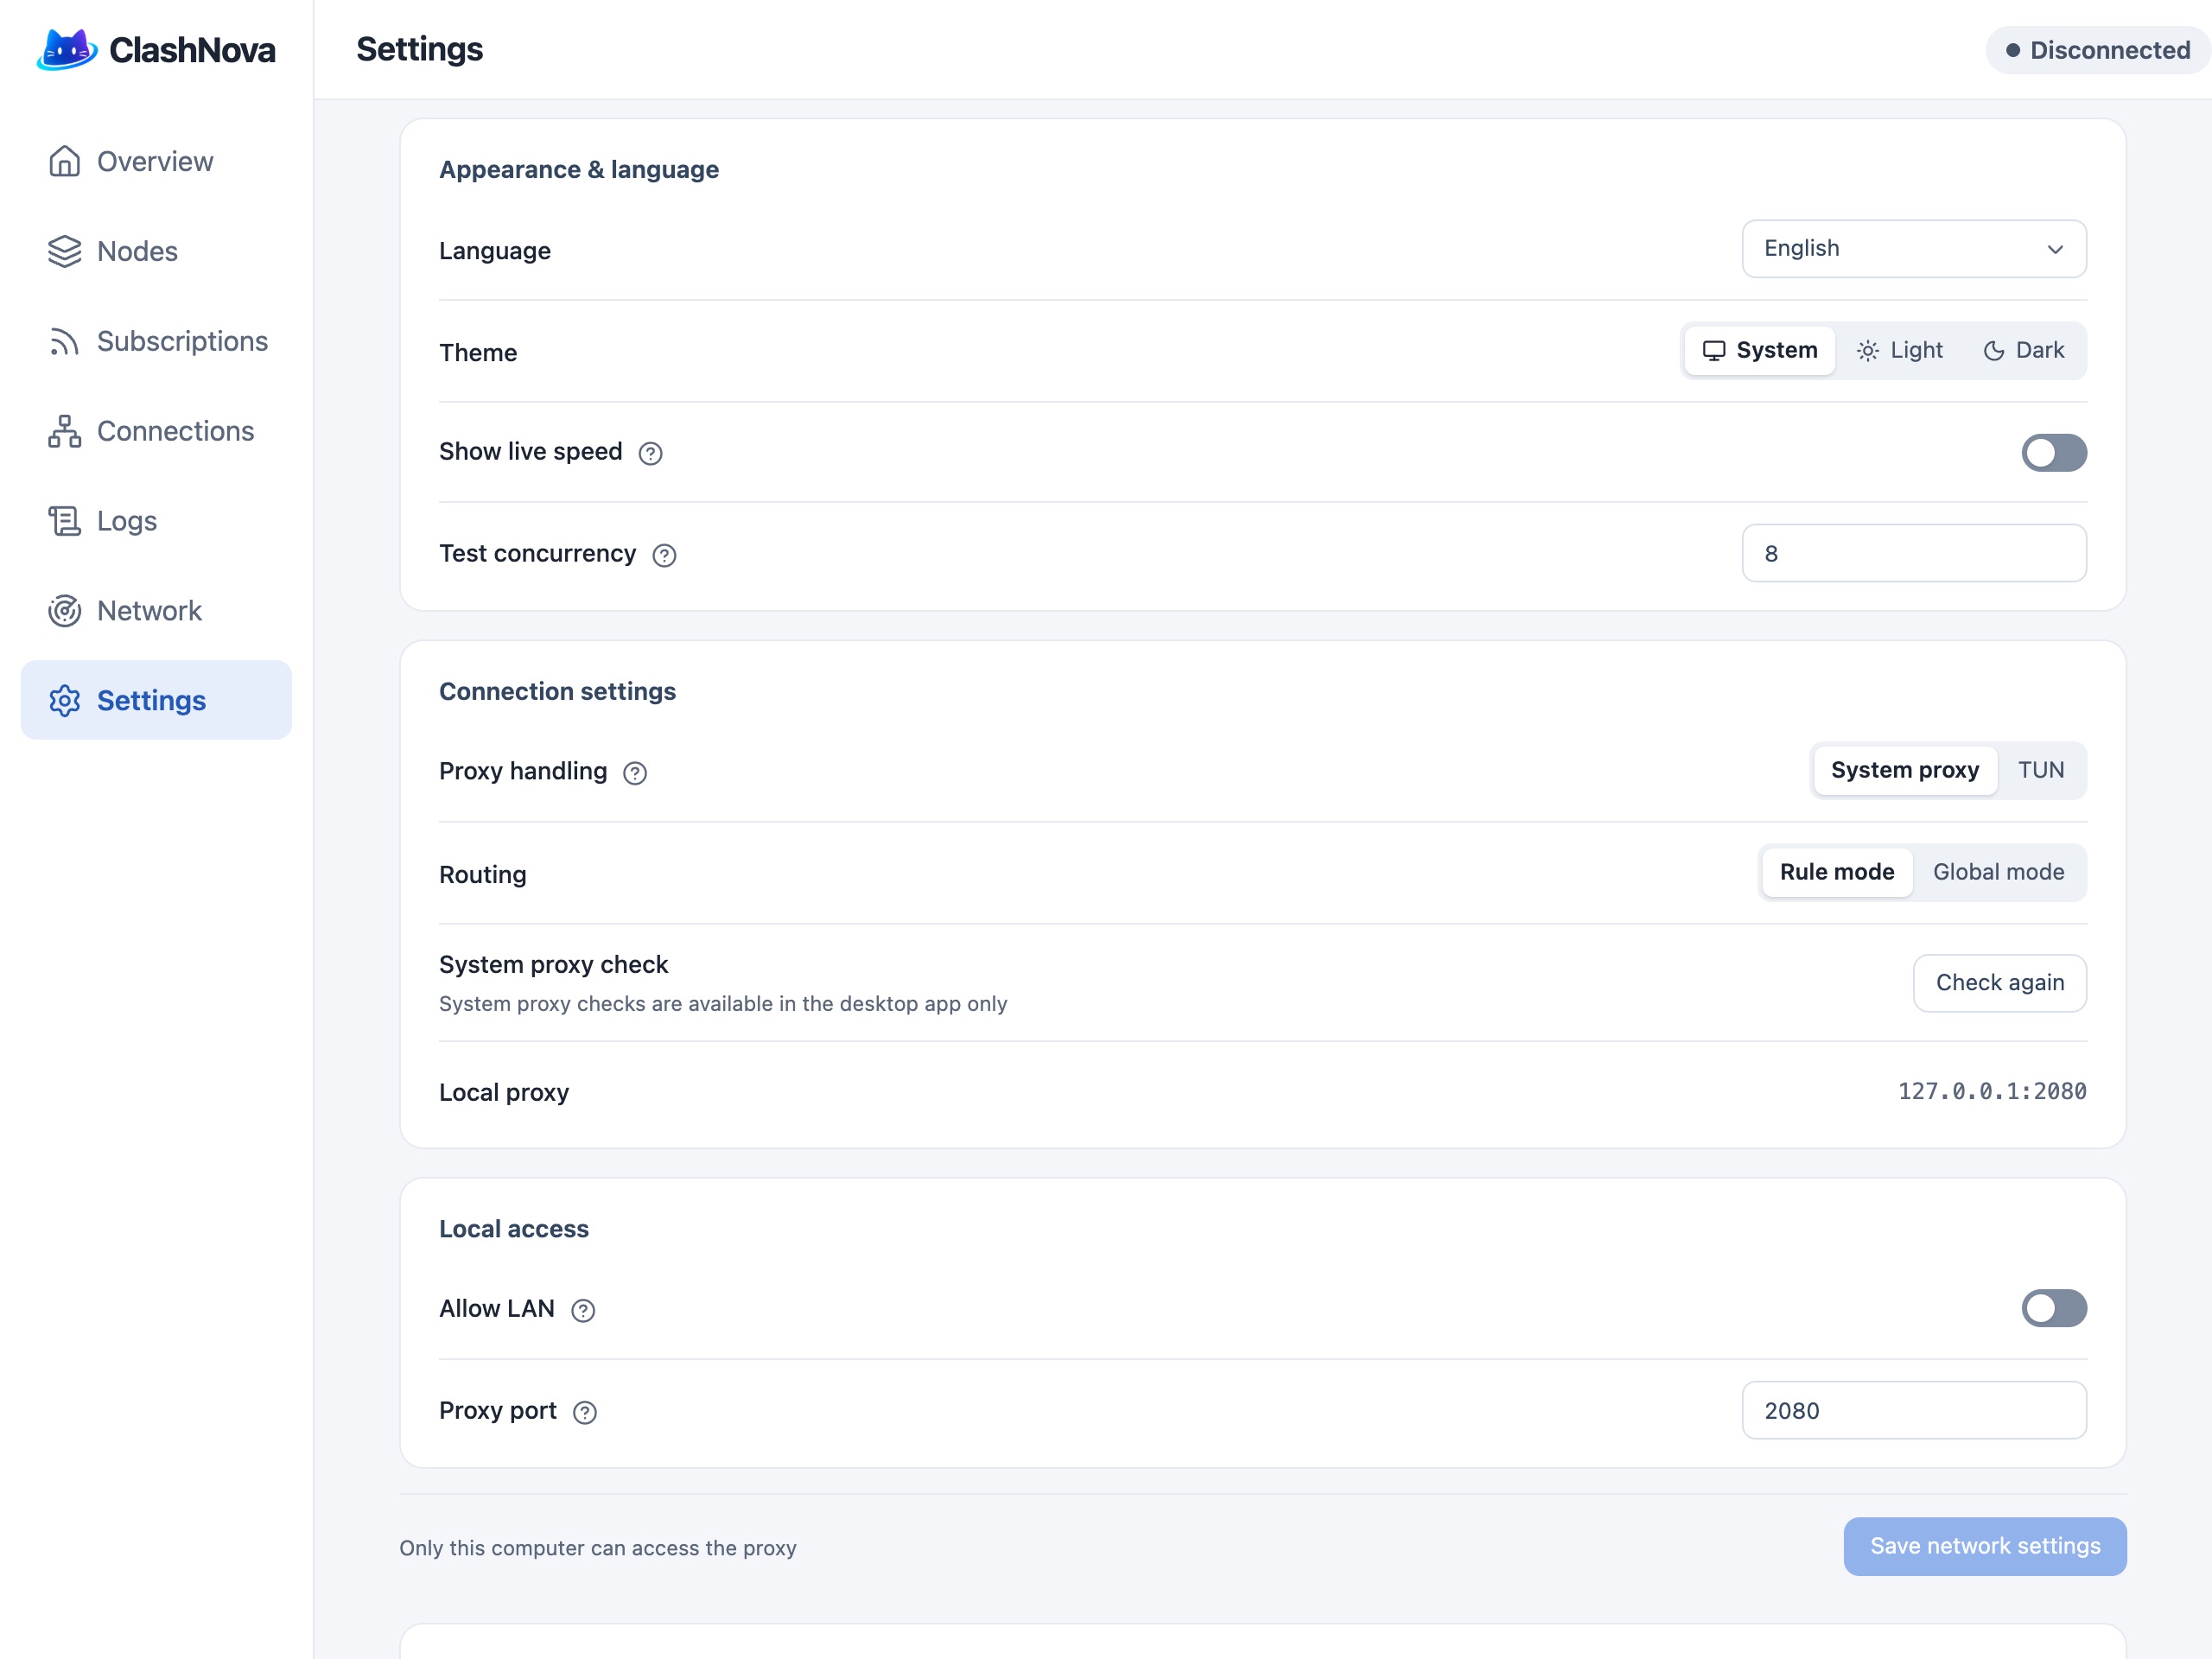 ClashNova
Settings
Disconnected
Overview
Nodes
Subscriptions
Connections
Logs
Network
Settings
Appearance & language
Language
English
Theme
System
Light
Dark
Show live speed
Test concurrency
8
Connection settings
Proxy handling
System proxy
TUN
Routing
Rule mode
Global mode
System proxy check
System proxy checks are available in the desktop app only
Check again
Local proxy
127.0.0.1:2080
Local access
Allow LAN
Proxy port
2080
Only this computer can access the proxy
Save network settings